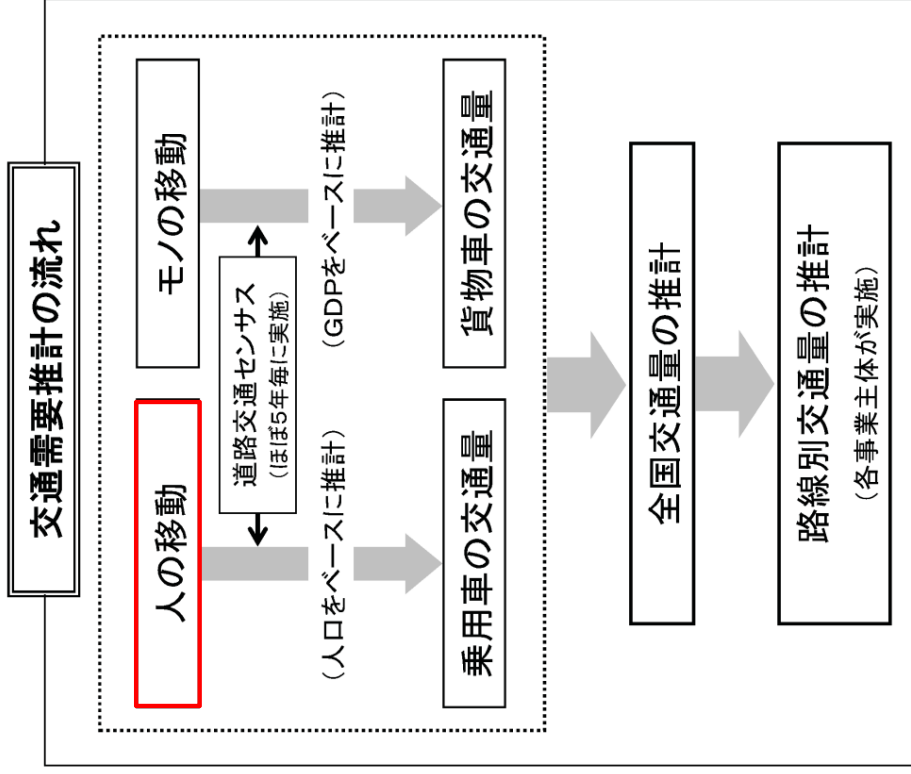 交通需要推計の流れ
人の移動
モノの移動
道路交通センサス
（ほぼ５年毎に実施）
（人口をベースに推計）
（GDPをベースに推計）
乗用車の交通量
貨物車の交通量
全国交通量の推計
路線別交通量の推計
（各事業主体が実施）